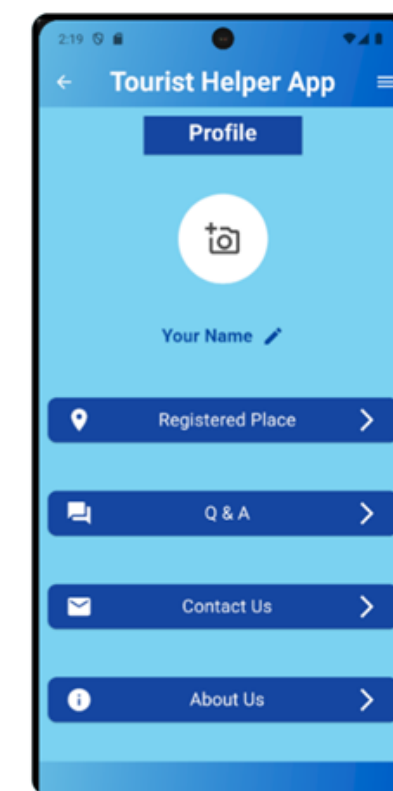 2:19
Tourist Helper App
Profile
Your Name
Registered Place
Q & A
Contact Us
About Us